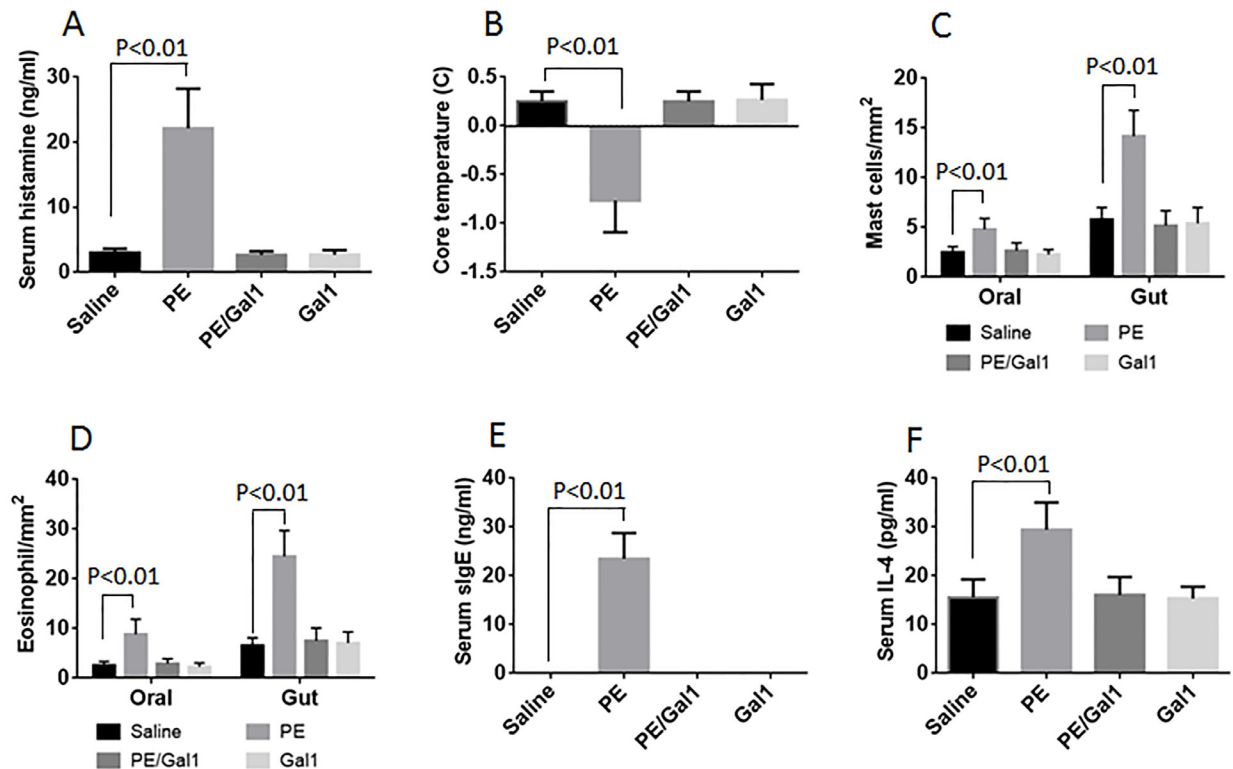 A
P<0.01
Serum histamine (ng/ml)
30
20
10
0
Saline
PE
PE/Gal1
Gal1
B
P<0.01
Core temperature (C)
0.5
0.0
-0.5
-1.0
-1.5
Saline
PE
PE/Gal1
Gal1
C
P<0.01
P<0.01
Mast cells/mm²
20
15
10
5
0
Oral Gut
Saline PE
PE/Gal1 Gal1
D
P<0.01
P<0.01
Eosinophil/mm²
40
30
20
10
0
Oral Gut
Saline PE
PE/Gal1 Gal1
E
P<0.01
Serum sIgE (ng/ml)
40
30
20
10
0
Saline
PE
PE/Gal1
Gal1
F
P<0.01
Serum IL-4 (pg/ml)
40
30
20
10
0
Saline
PE
PE/Gal1
Gal1